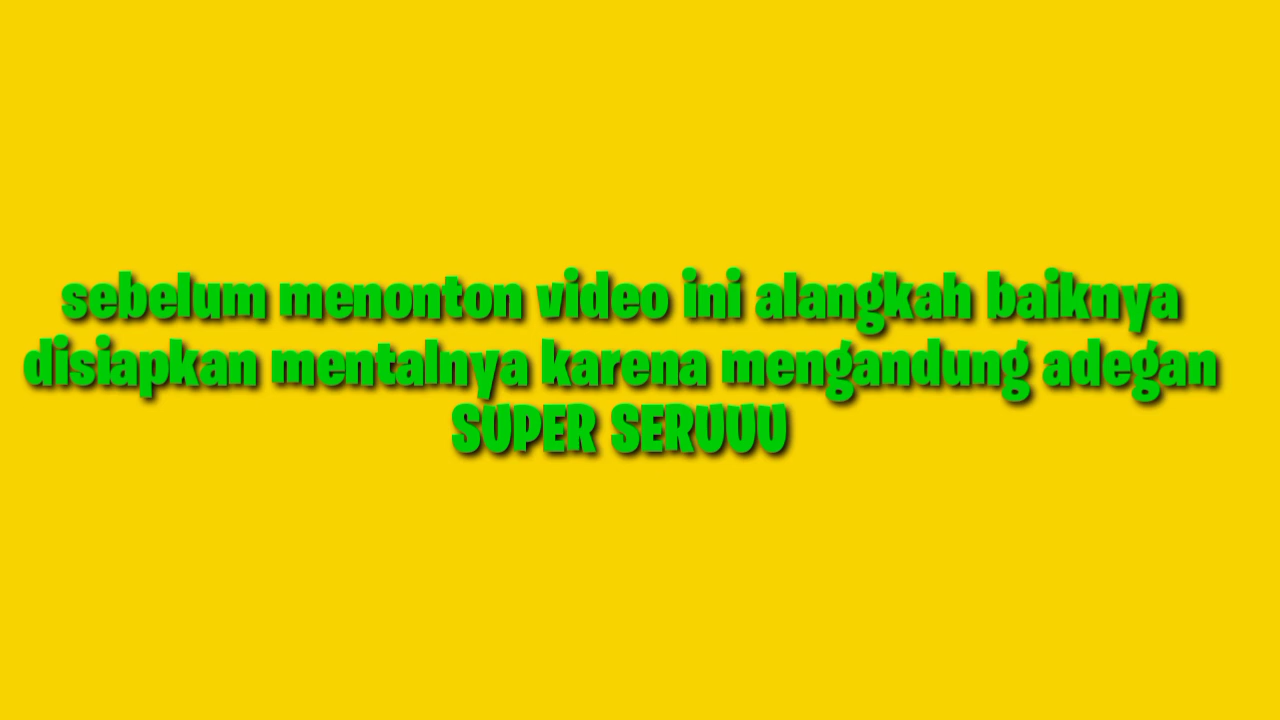 sebelum menonton video ini alangkah baiknya
disiapkan mentalnya karena mengandung adegan
SUPER SERUUU